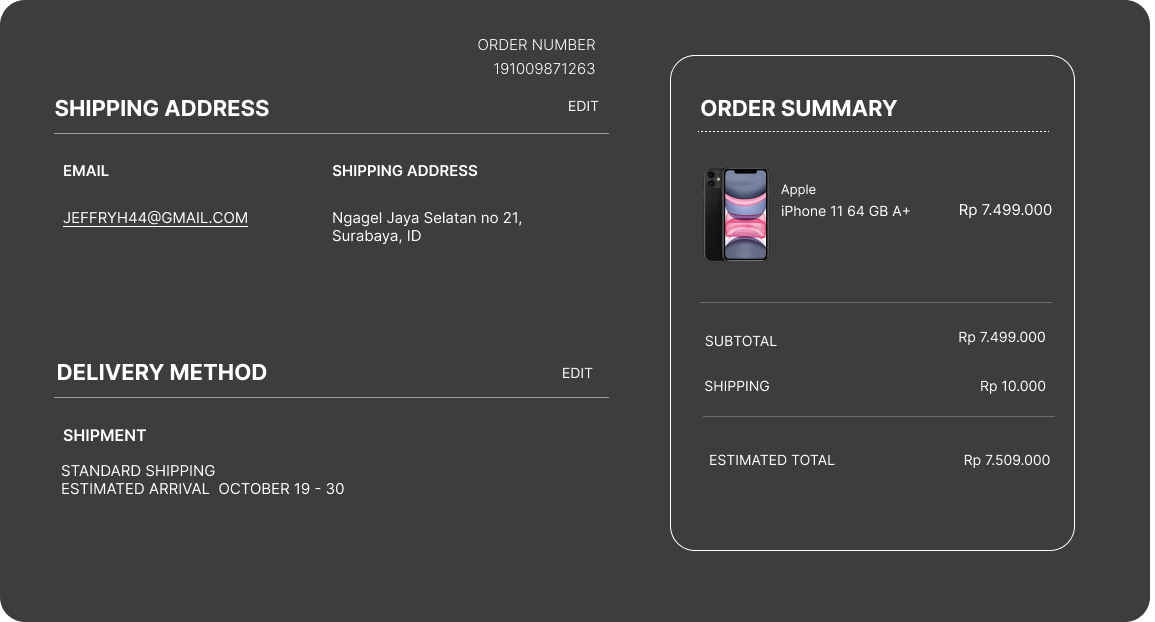 ORDER NUMBER
191009871263
SHIPPING ADDRESS
EDIT
EMAIL
JEFFRYH44@GMAIL.COM
SHIPPING ADDRESS
Ngagel Jaya Selatan no 21,
Surabaya, ID
DELIVERY METHOD
EDIT
SHIPMENT
STANDARD SHIPPING
ESTIMATED ARRIVAL  OCTOBER 19 - 30
ORDER SUMMARY
Apple
iPhone 11 64 GB A+
Rp 7.499.000
SUBTOTAL
Rp 7.499.000
SHIPPING
Rp 10.000
ESTIMATED TOTAL
Rp 7.509.000